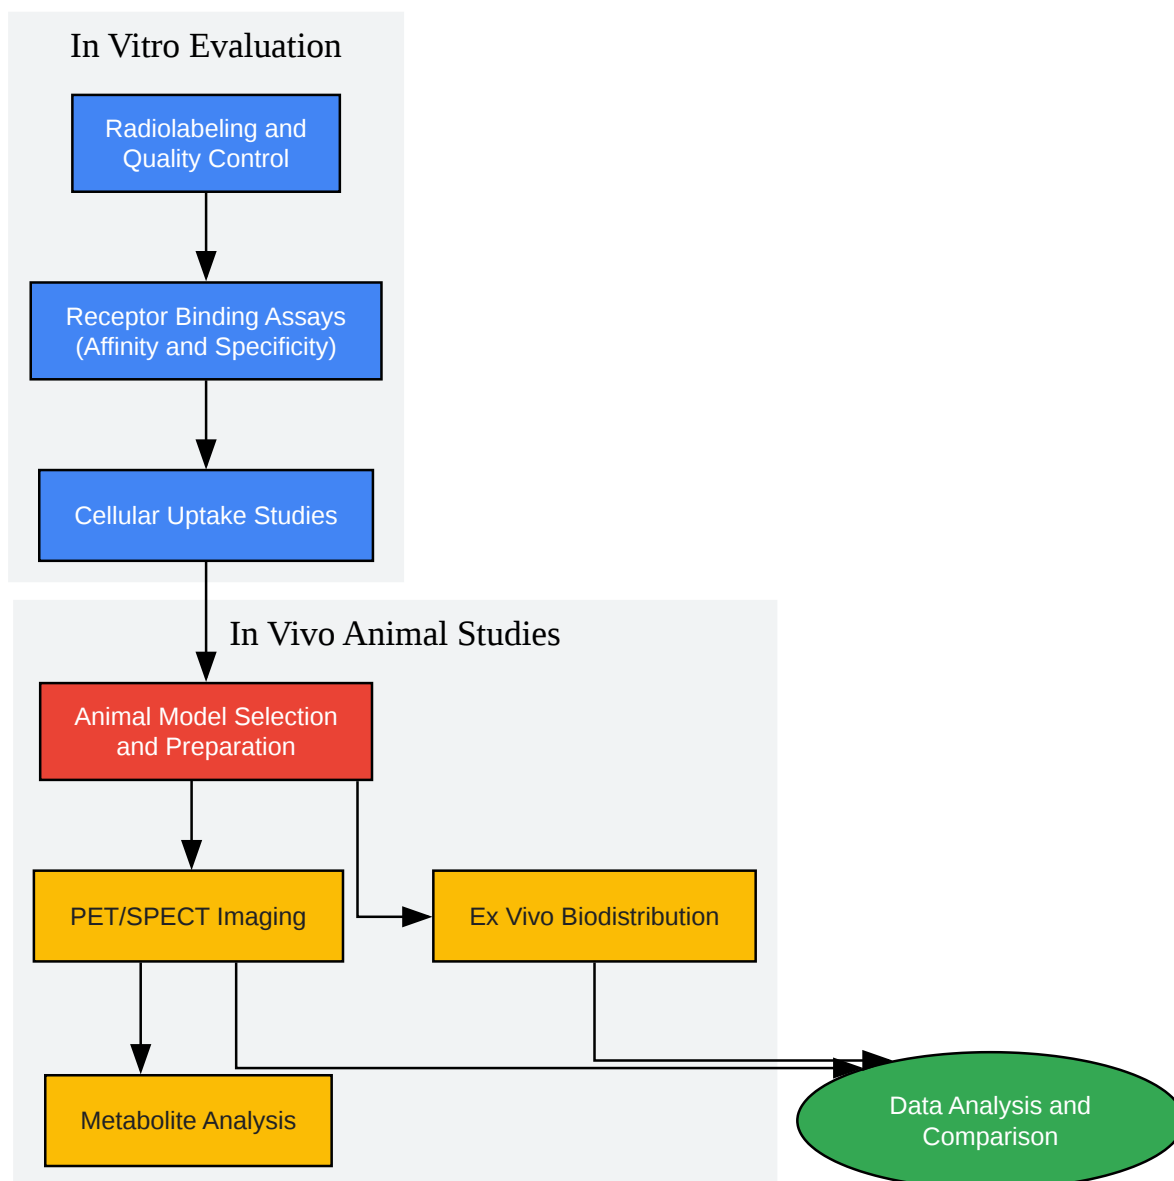 In Vitro Evaluation
Radiolabeling and
Quality Control
Receptor Binding Assays
(Affinity and Specificity)
Cellular Uptake Studies
In Vivo Animal Studies
Animal Model Selection
and Preparation
PET/SPECT Imaging
Ex Vivo Biodistribution
Metabolite Analysis
Data Analysis and
Comparison